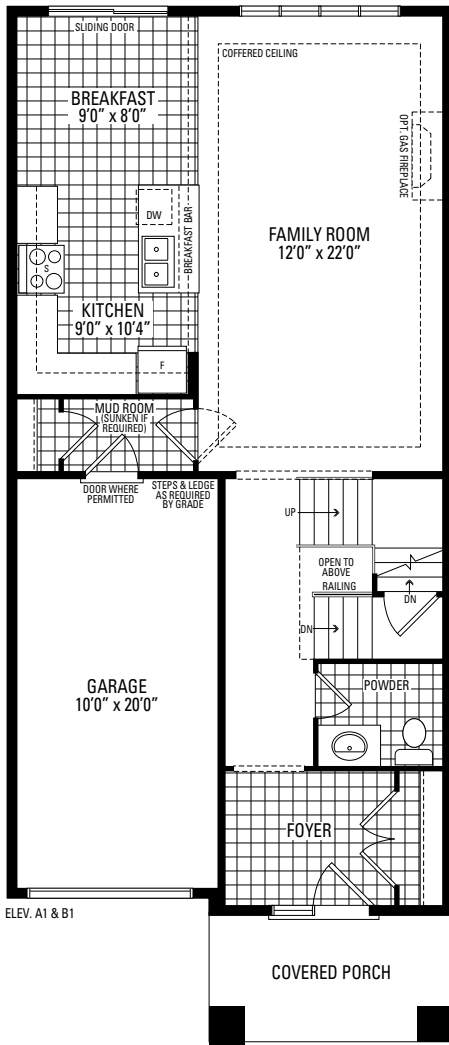 SLIDING DOOR
COFFERED CEILING
BREAKFAST
9'0" x 8'0"
OPT. GAS FIREPLACE
DW
BREAKFAST BAR
FAMILY ROOM
12'0" x 22'0"
S
KITCHEN
9'0" x 10'4"
F
MUD ROOM
(SUNKEN IF
REQUIRED)
DOOR WHERE
PERMITTED
STEPS & LEDGE
AS REQUIRED
BY GRADE
UP
OPEN TO
ABOVE
RAILING
DN
DN
GARAGE
10'0" x 20'0"
POWDER
FOYER
ELEV. A1 & B1
COVERED PORCH